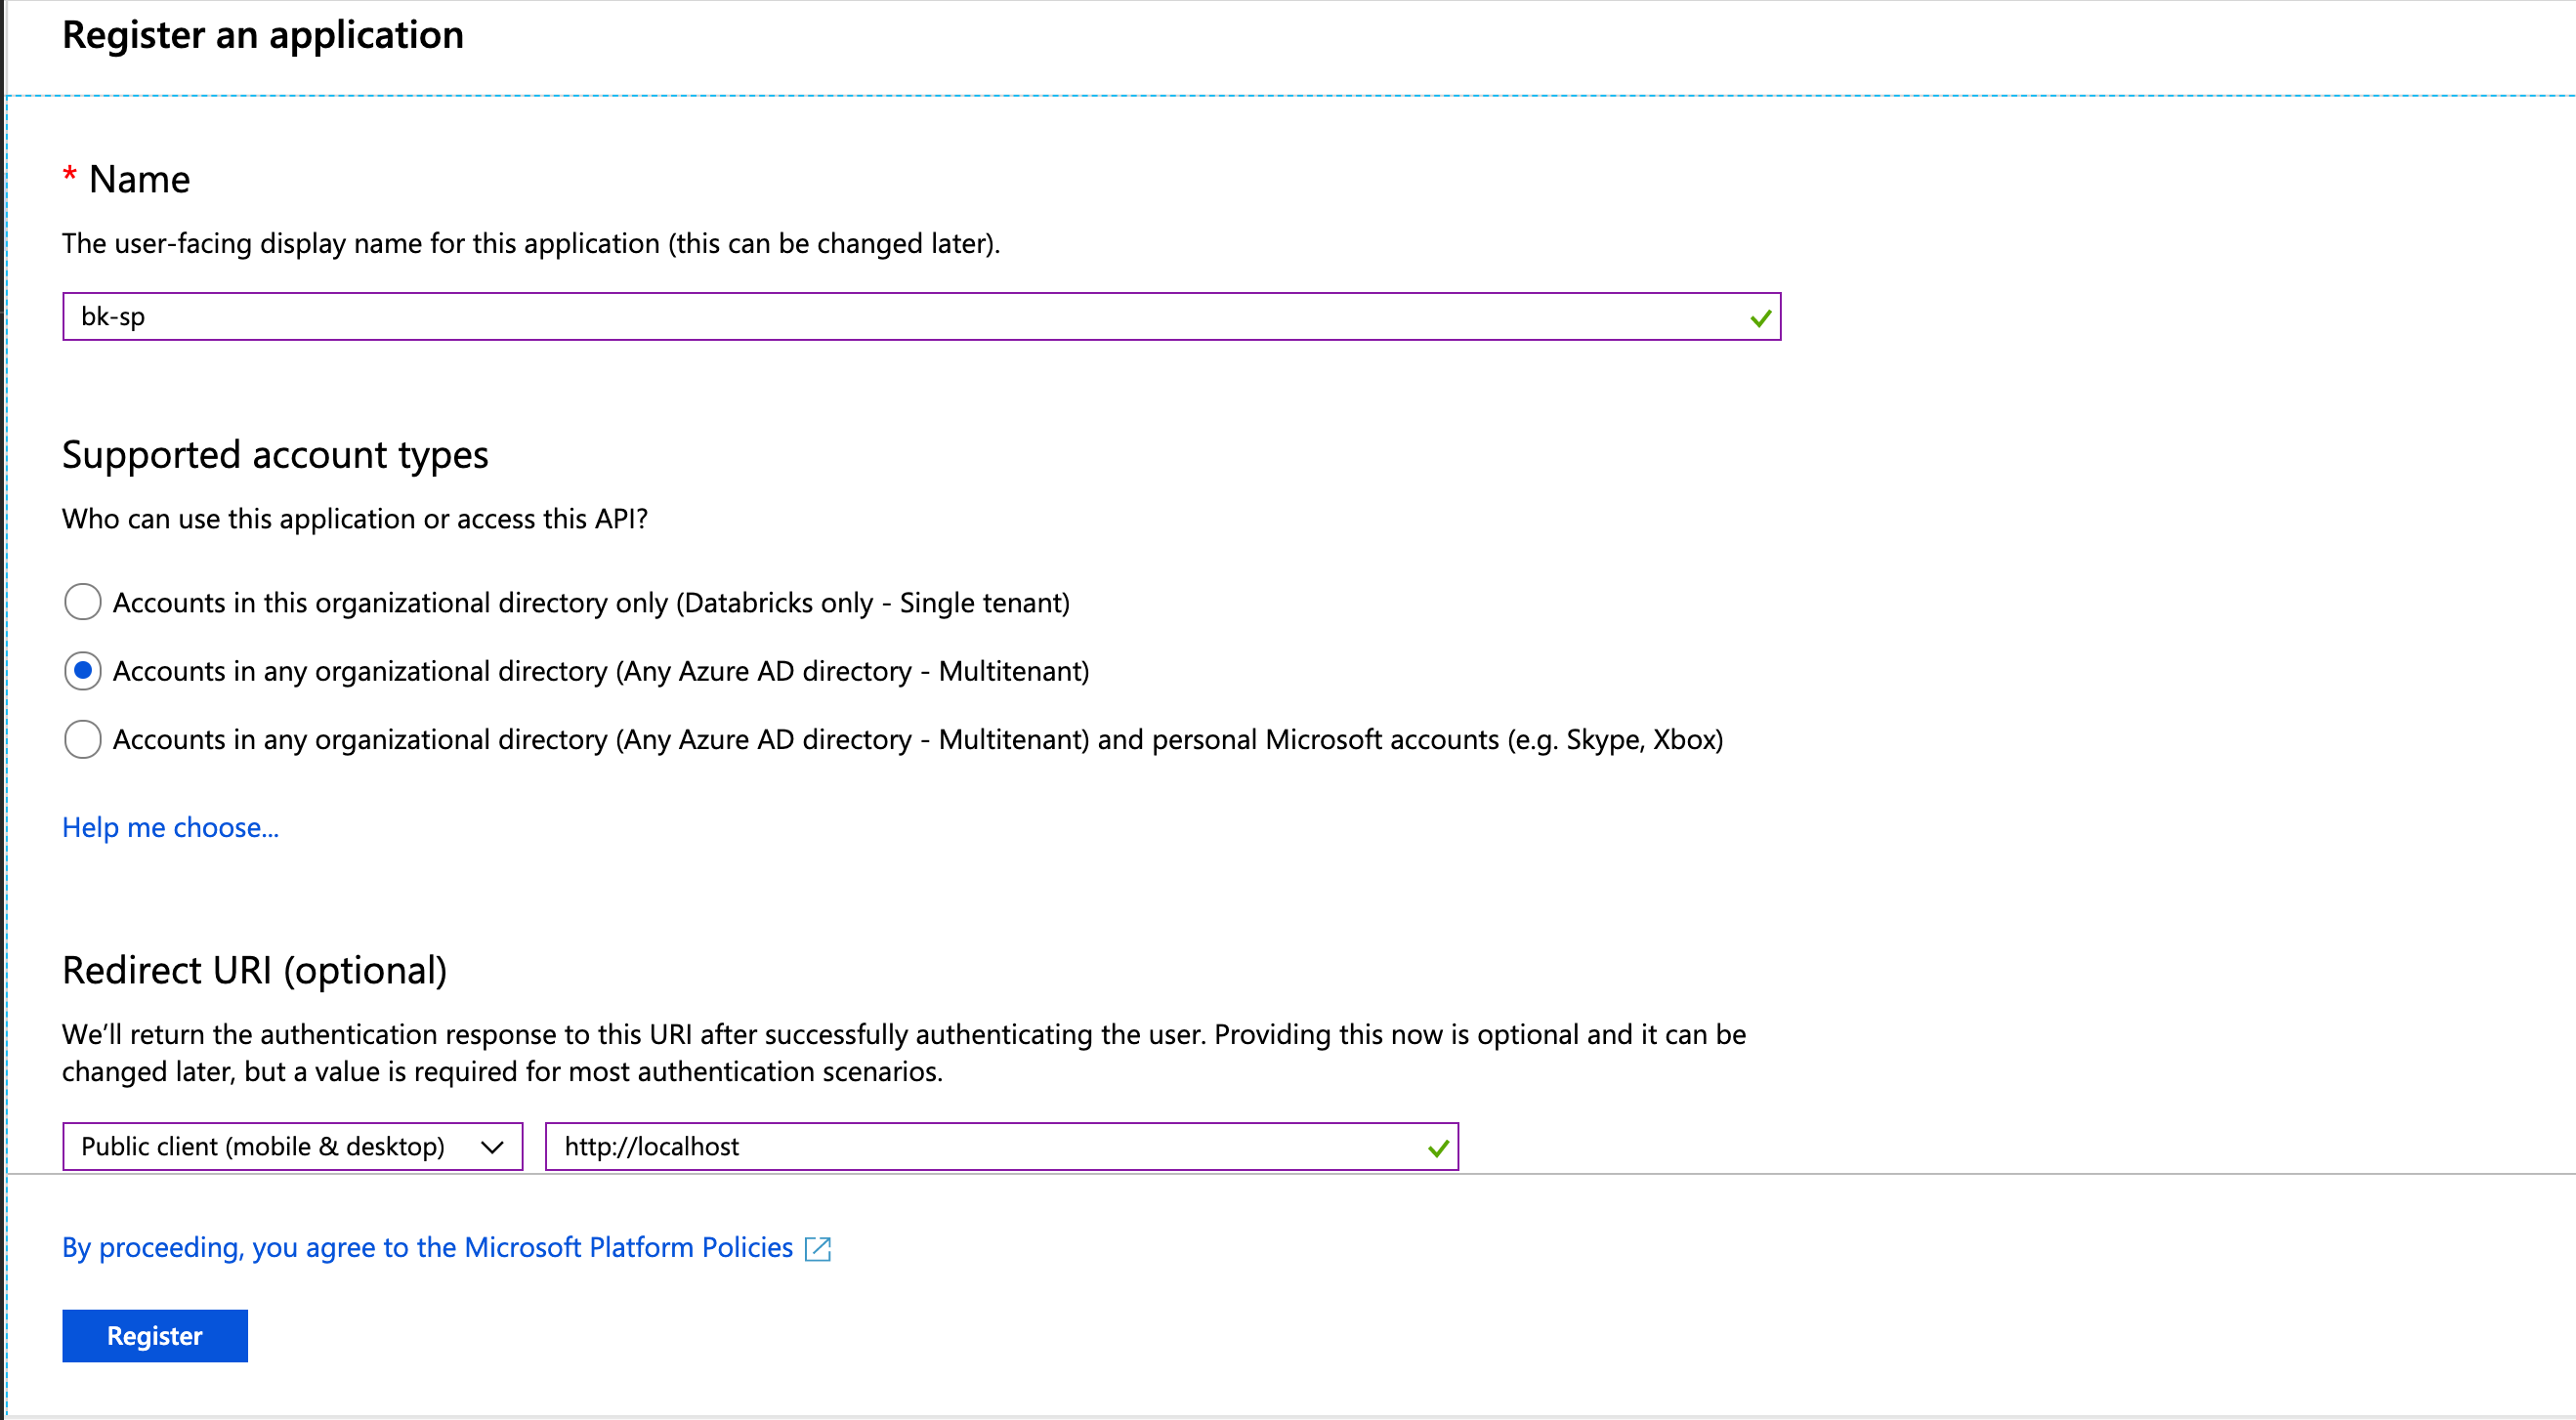 Register an application
* Name
The user-facing display name for this application (this can be changed later).
bk-sp
Supported account types
Who can use this application or access this API?
Accounts in this organizational directory only (Databricks only - Single tenant)
Accounts in any organizational directory (Any Azure AD directory - Multitenant)
Accounts in any organizational directory (Any Azure AD directory - Multitenant) and personal Microsoft accounts (e.g. Skype, Xbox)
Help me choose...
Redirect URI (optional)
We’ll return the authentication response to this URI after successfully authenticating the user. Providing this now is optional and it can be
changed later, but a value is required for most authentication scenarios.
Public client (mobile & desktop) http://localhost
By proceeding, you agree to the Microsoft Platform Policies
Register